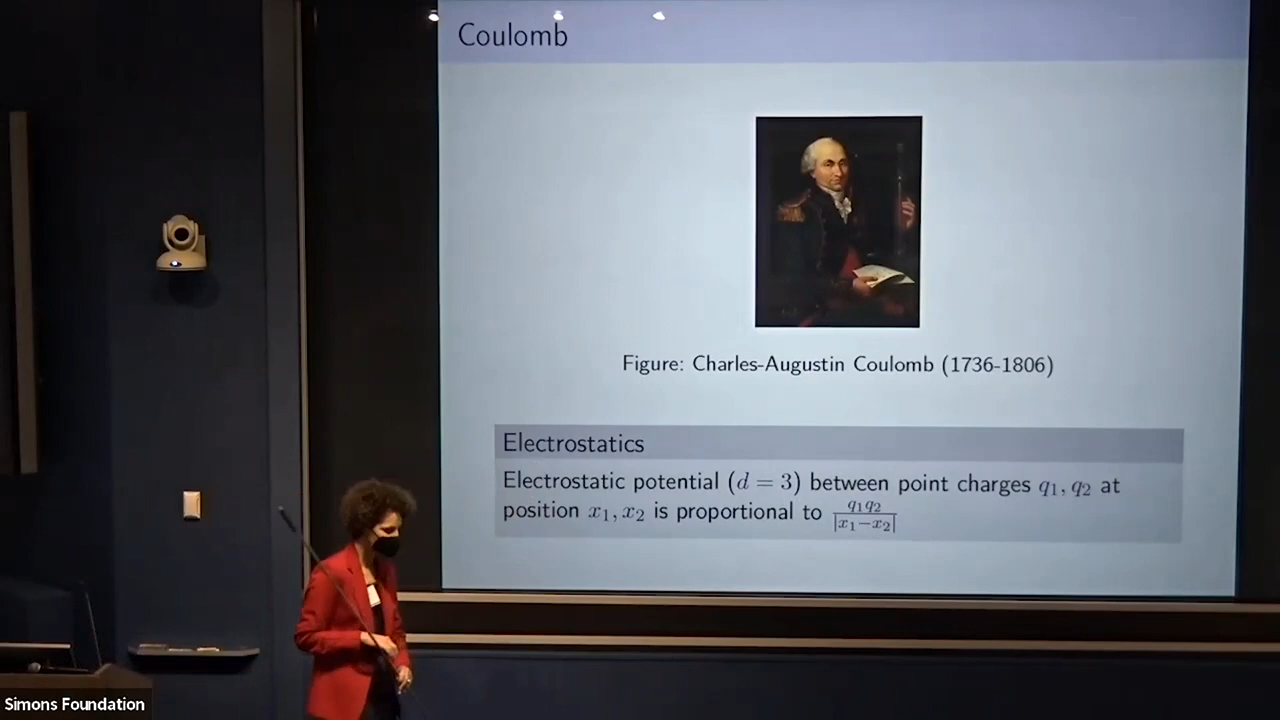 Coulomb
Figure: Charles-Augustin Coulomb (1736-1806)
Electrostatics
Electrostatic potential (d = 3) between point charges q₁, q₂ at
position x₁, x₂ is proportional to q₁q₂/|x₁−x₂|
Simons Foundation